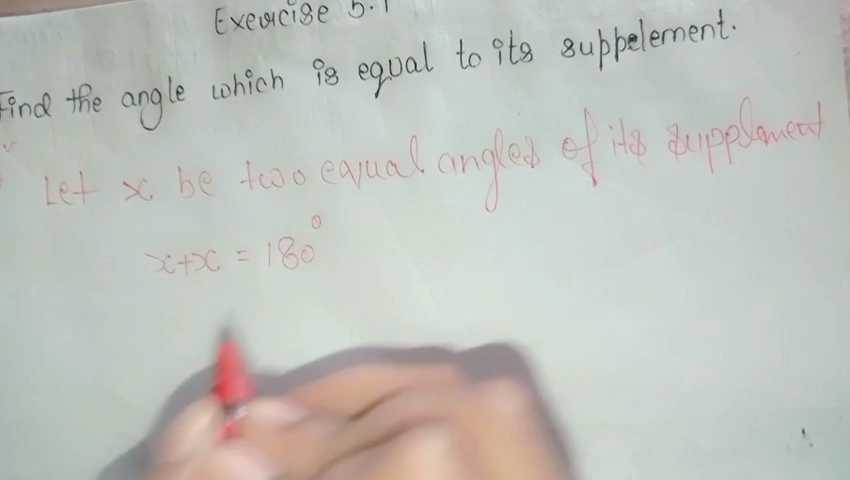 Exercise 5.1
Find the angle which is equal to its suppelement.
Let x be two equal angles of its supplement
x+x = 180°